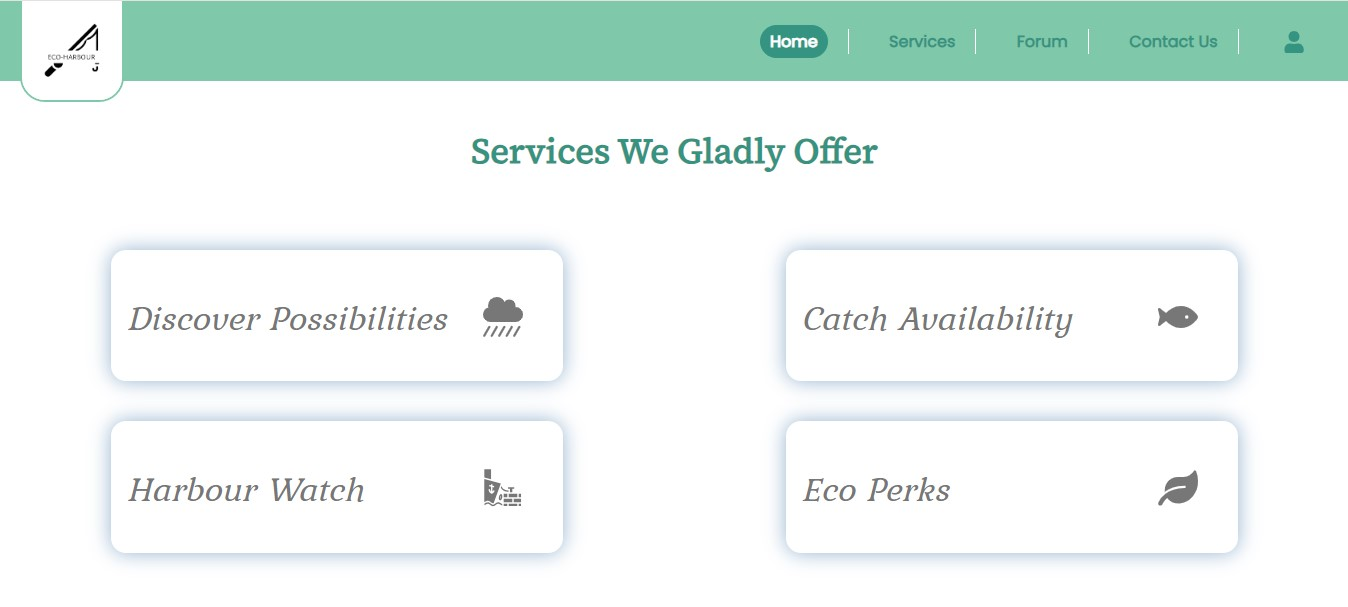 ECO-HARBOUR
Home
Services
Forum
Contact Us
Services We Gladly Offer
Discover Possibilities
Catch Availability
Harbour Watch
Eco Perks